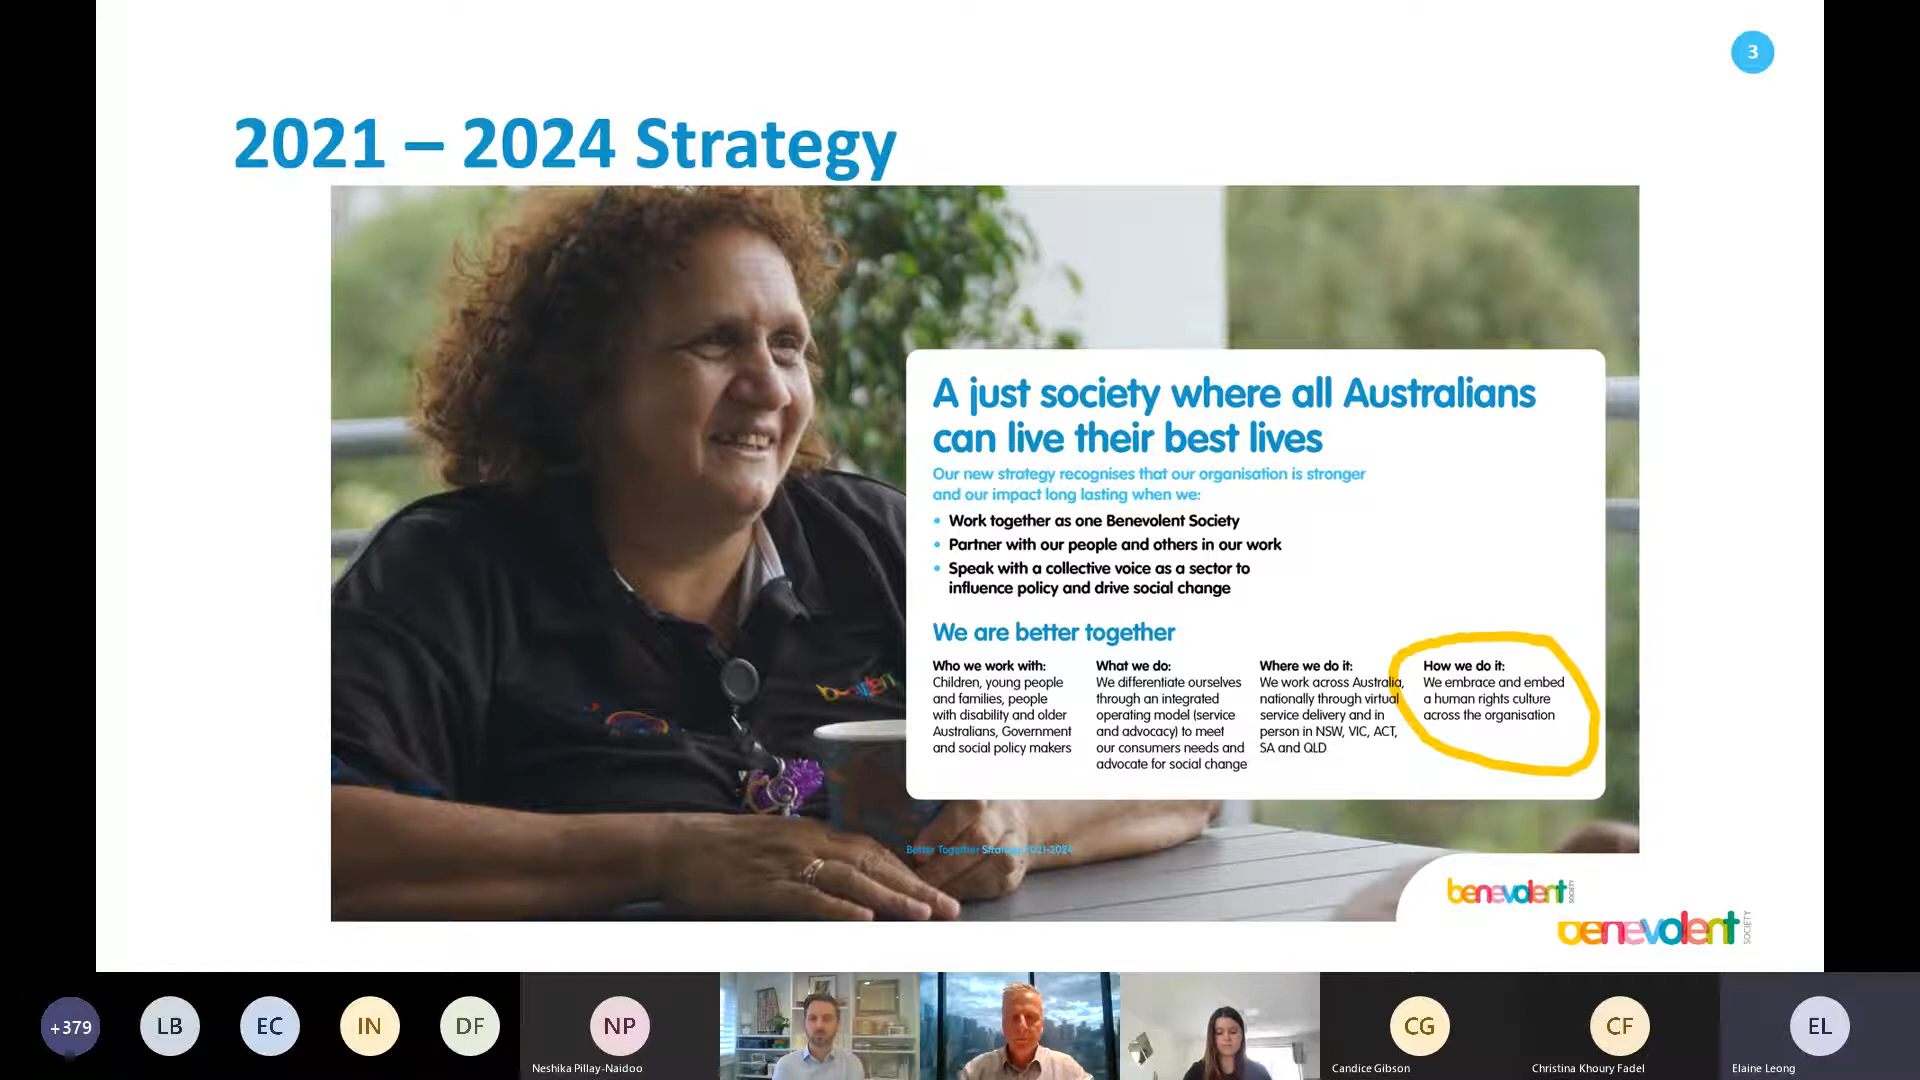 3
2021 – 2024 Strategy
A just society where all Australians
can live their best lives
Our new strategy recognises that our organisation is stronger
and our impact long lasting when we:
• Work together as one Benevolent Society
• Partner with our people and others in our work
• Speak with a collective voice as a sector to
influence policy and drive social change
We are better together
Who we work with:
Children, young people
and families, people
with disability and older
Australians, Government
and social policy makers
What we do:
We differentiate ourselves
through an integrated
operating model (service
and advocacy) to meet
our consumers needs and
advocate for social change
Where we do it:
We work across Australia,
nationally through virtual
service delivery and in
person in NSW, VIC, ACT,
SA and QLD
How we do it:
We embrace and embed
a human rights culture
across the organisation
Better Together Strategy 2021-2024
benevolent SOCIETY
benevolent SOCIETY
+379
LB
EC
IN
DF
NP
Neshika Pillay-Naidoo
CG
Candice Gibson
CF
Christina Khoury Fadel
EL
Elaine Leong